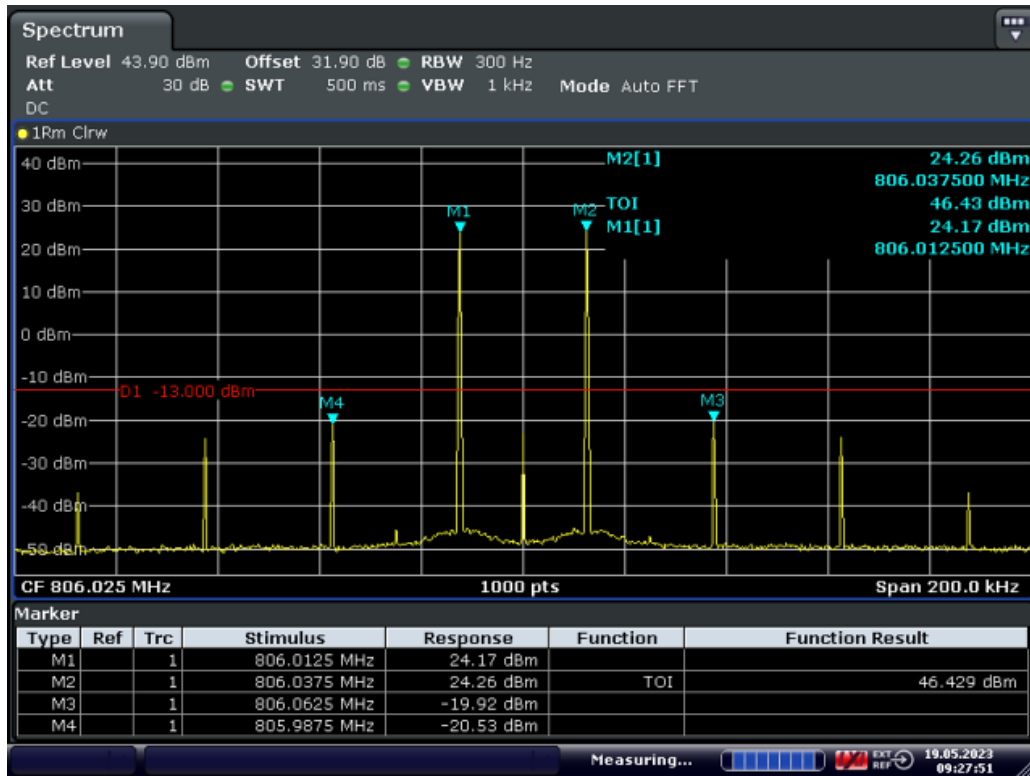 Spectrum
Ref Level 43.90 dBm Offset 31.90 dB RBW 300 Hz
Att 30 dB SWT 500 ms VBW 1 kHz Mode Auto FFT
DC
1Rm Clrw
40 dBm
M2[1] 24.26 dBm
806.037500 MHz
30 dBm
TOI 46.43 dBm
M1 M2
M1[1] 24.17 dBm
20 dBm
806.012500 MHz
10 dBm
0 dBm
-10 dBm
D1 -13.000 dBm
M4 M3
-20 dBm
-30 dBm
-40 dBm
-50 dBm
CF 806.025 MHz 1000 pts Span 200.0 kHz
Marker
Type Ref Trc Stimulus Response Function Function Result
M1 1 806.0125 MHz 24.17 dBm
M2 1 806.0375 MHz 24.26 dBm TOI 46.429 dBm
M3 1 806.0625 MHz -19.92 dBm
M4 1 805.9875 MHz -20.53 dBm
Measuring... EXT REF 19.05.2023
09:27:51